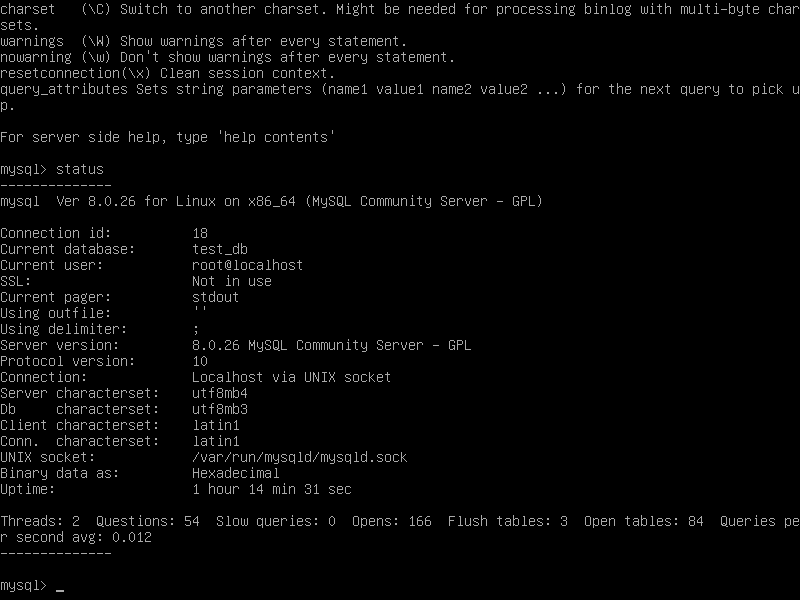 charset   (\C) Switch to another charset. Might be needed for processing binlog with multi-byte char
sets.
warnings  (\W) Show warnings after every statement.
nowarning (\w) Don't show warnings after every statement.
resetconnection(\x) Clean session context.
query_attributes Sets string parameters (name1 value1 name2 value2 ...) for the next query to pick u
p.
For server side help, type 'help contents'
mysql> status
--------------
mysql  Ver 8.0.26 for Linux on x86_64 (MySQL Community Server - GPL)
Connection id:          18
Current database:       test_db
Current user:           root@localhost
SSL:                    Not in use
Current pager:          stdout
Using outfile:          ''
Using delimiter:        ;
Server version:         8.0.26 MySQL Community Server - GPL
Protocol version:       10
Connection:             Localhost via UNIX socket
Server characterset:    utf8mb4
Db     characterset:    utf8mb3
Client characterset:    latin1
Conn.  characterset:    latin1
UNIX socket:            /var/run/mysqld/mysqld.sock
Binary data as:         Hexadecimal
Uptime:                 1 hour 14 min 31 sec
Threads: 2  Questions: 54  Slow queries: 0  Opens: 166  Flush tables: 3  Open tables: 84  Queries pe
r second avg: 0.012
--------------
mysql> _